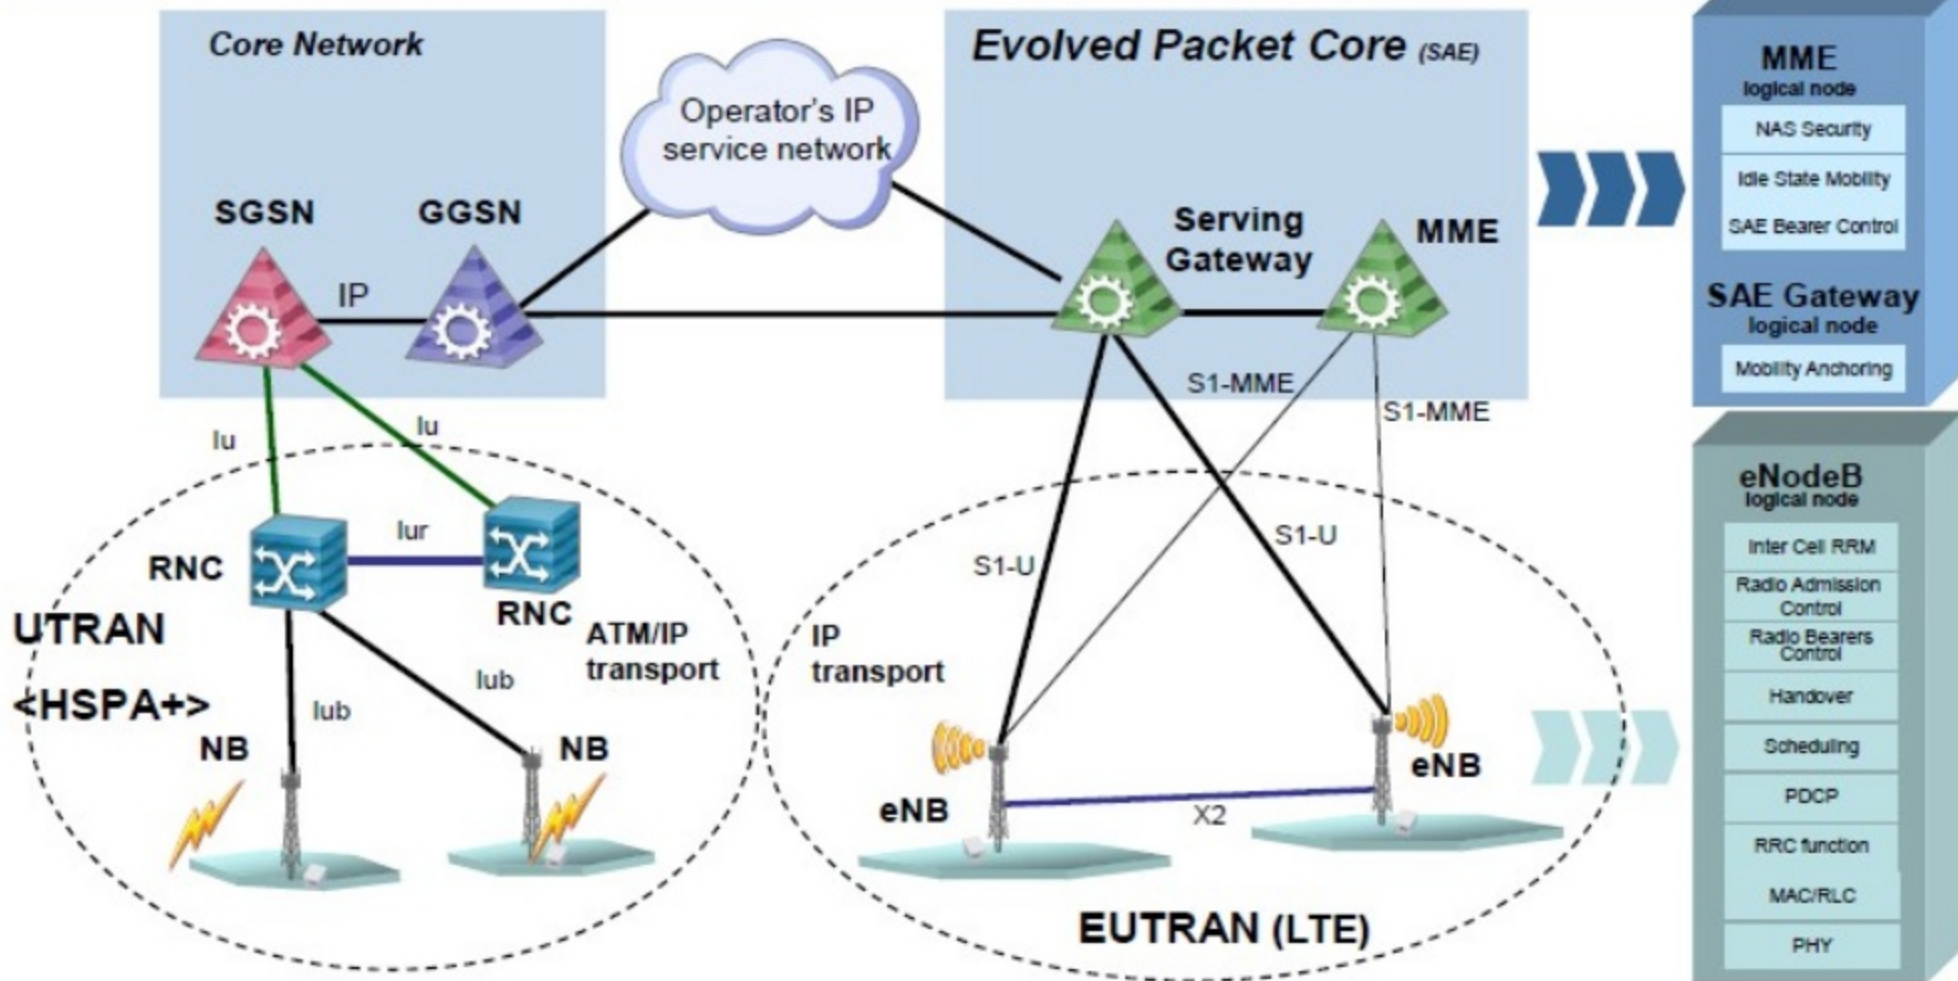 Core Network
Operator's IP
service network
Evolved Packet Core (SAE)
SGSN
GGSN
IP
Serving
Gateway
MME
S1-MME
S1-MME
Iu
Iu
RNC
Iur
RNC
UTRAN
<HSPA+>
ATM/IP
transport
Iub
Iub
NB
NB
IP
transport
S1-U
S1-U
eNB
eNB
X2
EUTRAN (LTE)
MME
logical node
NAS Security
Idle State Mobility
SAE Bearer Control
SAE Gateway
logical node
Mobility Anchoring
eNodeB
logical node
Inter Cell RRM
Radio Admission
Control
Radio Bearers
Control
Handover
Scheduling
PDCP
RRC function
MAC/RLC
PHY